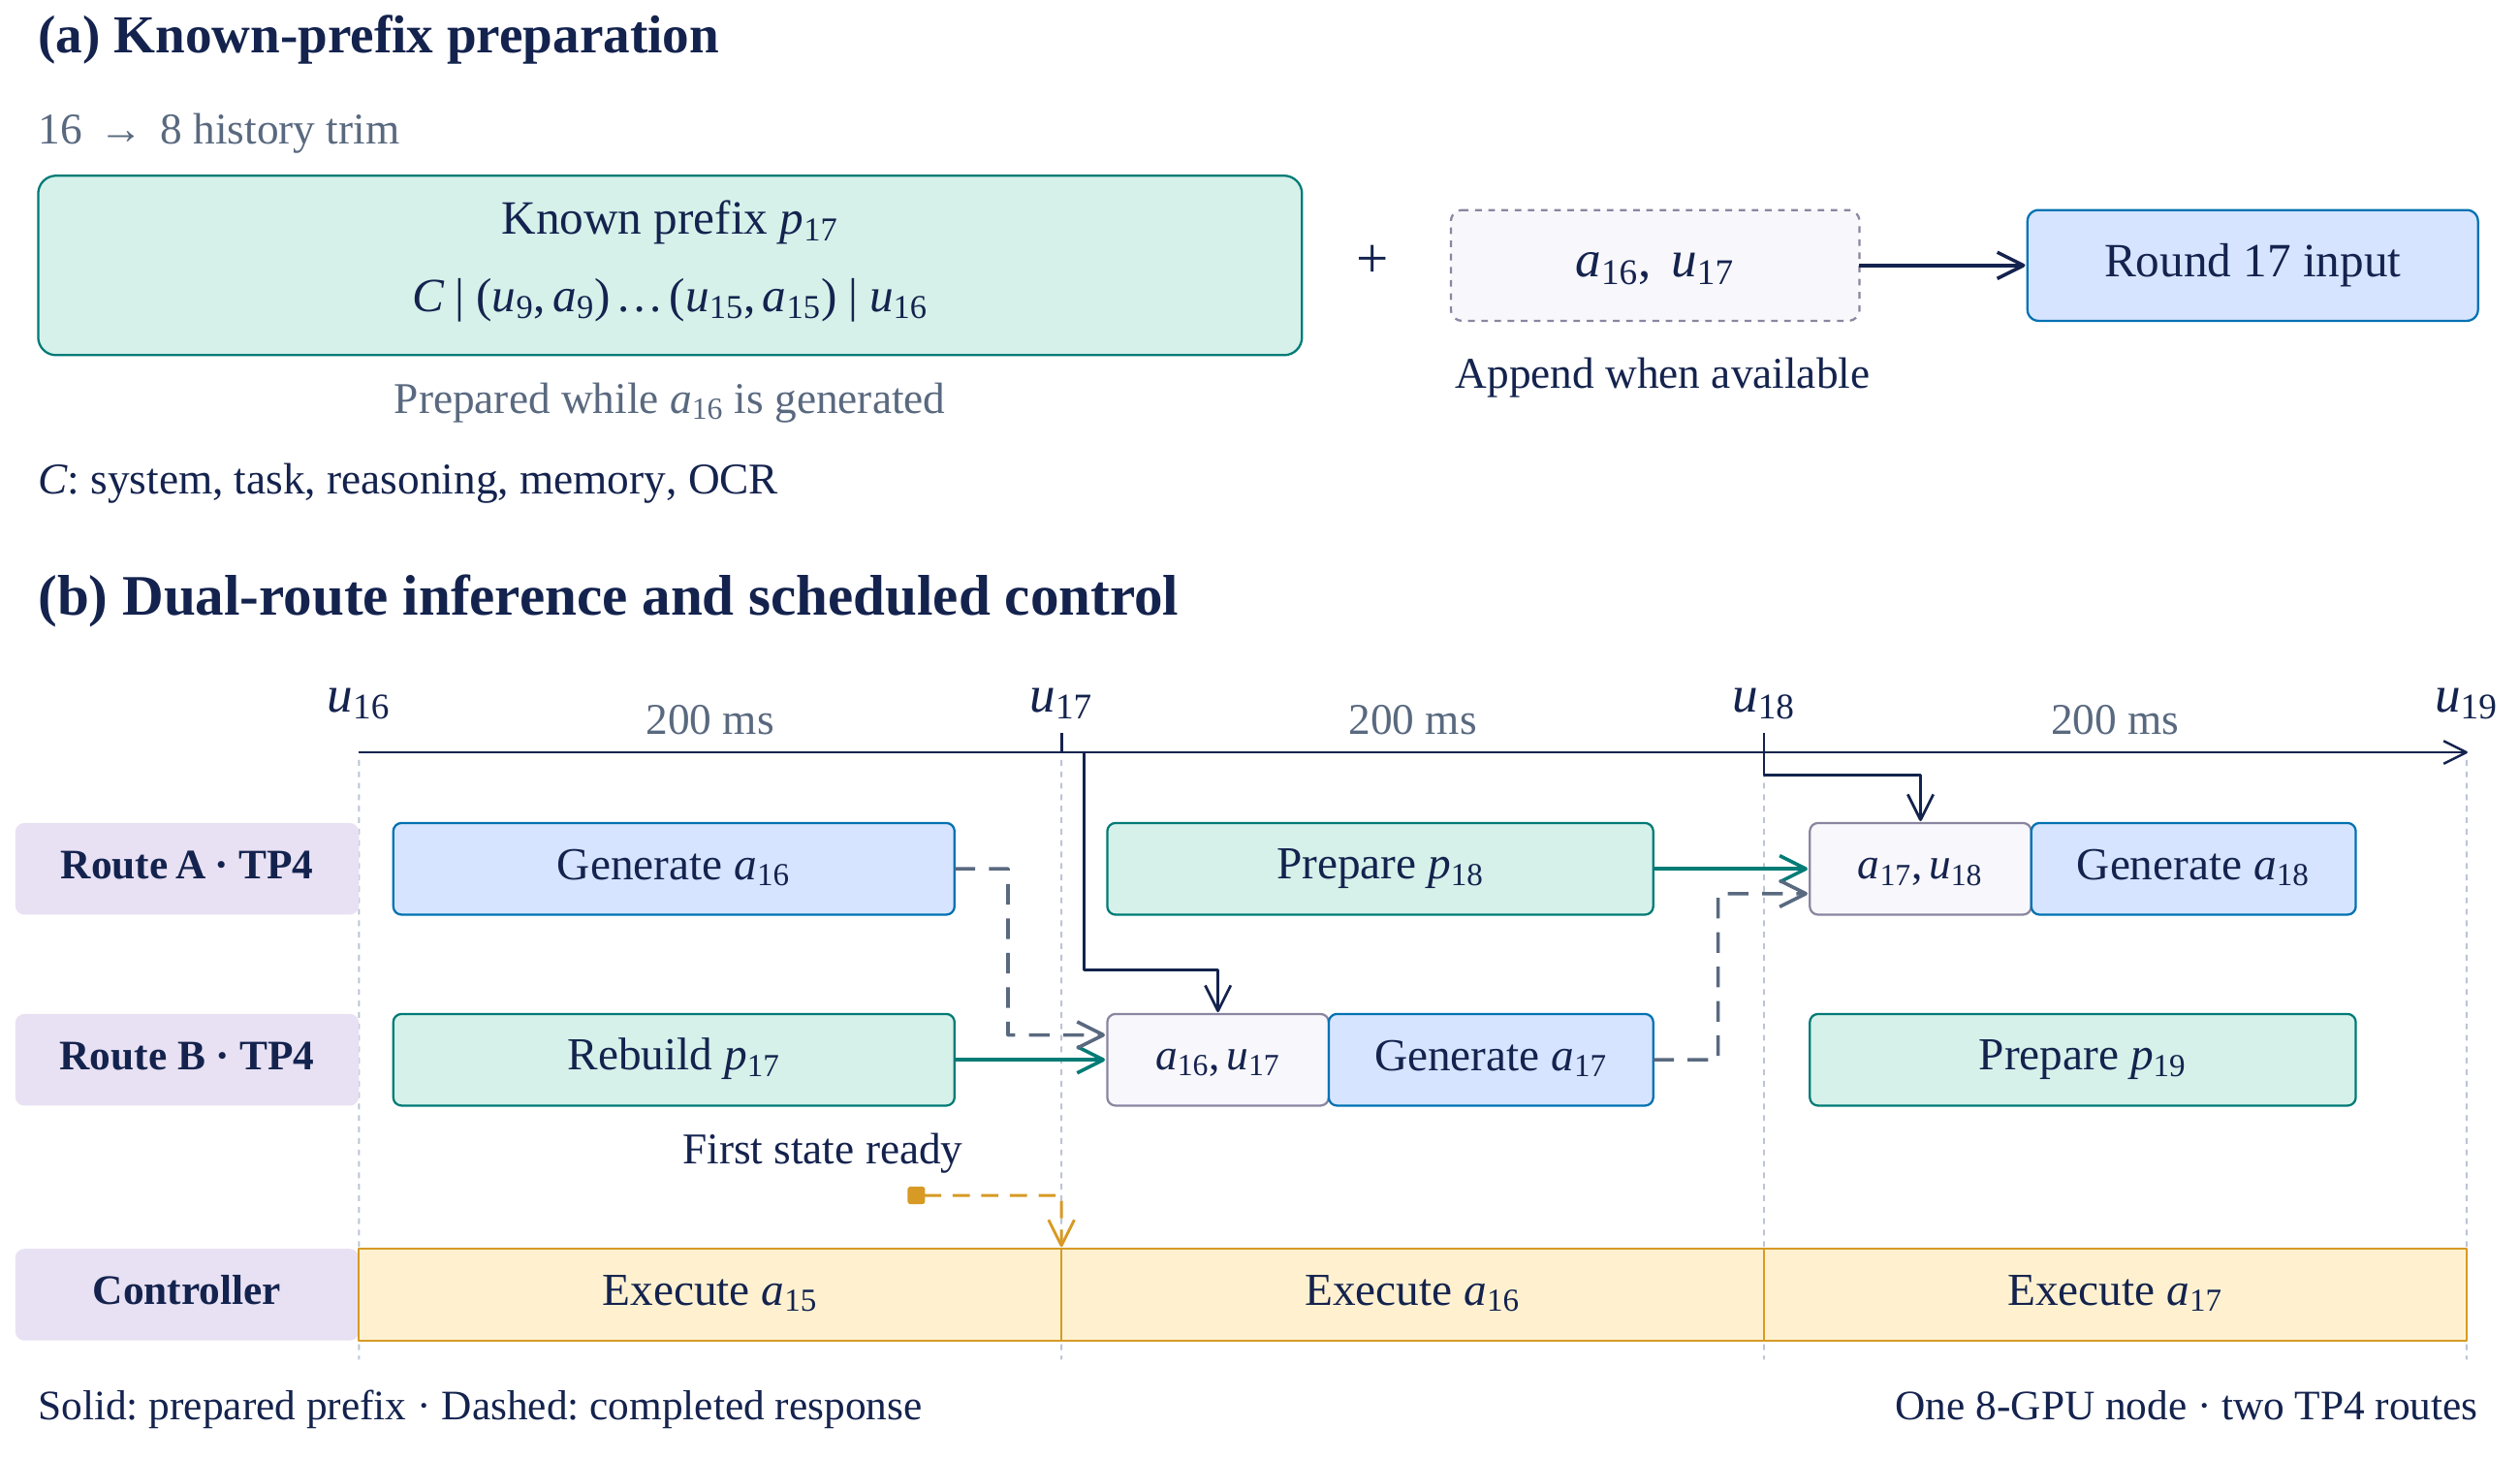 (a) Known-prefix preparation
16 → 8 history trim
Known prefix p₁₇
C | (u₉, a₉) … (u₁₅, a₁₅) | u₁₆
+
a₁₆, u₁₇
Round 17 input
Append when available
Prepared while a₁₆ is generated
C: system, task, reasoning, memory, OCR
(b) Dual-route inference and scheduled control
u₁₆ 200 ms u₁₇ 200 ms u₁₈ 200 ms u₁₉
Route A · TP4
Generate a₁₆
Prepare p₁₈
a₁₇, u₁₈
Generate a₁₈
Route B · TP4
Rebuild p₁₇
a₁₆, u₁₇
Generate a₁₇
Prepare p₁₉
First state ready
Controller
Execute a₁₅
Execute a₁₆
Execute a₁₇
Solid: prepared prefix · Dashed: completed response
One 8-GPU node · two TP4 routes